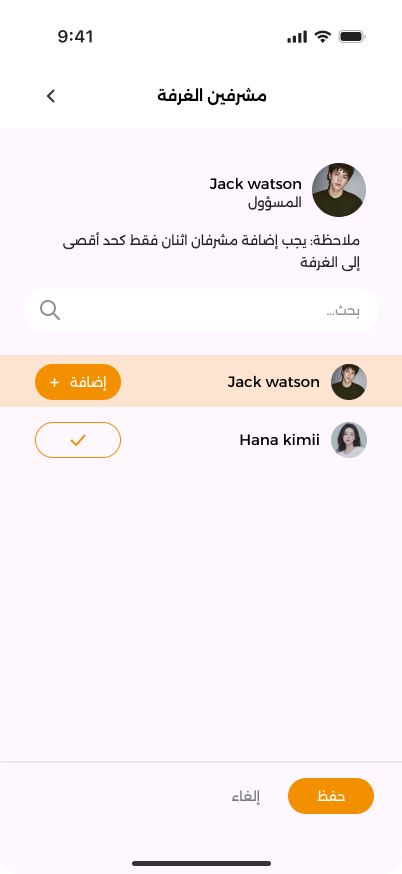 9:41
مشرفين الغرفة
Jack watson
المسؤول
ملاحظة: يجب إضافة مشرفان اثنان فقط كحد أقصى
إلى الغرفة
بحث...
Jack watson
إضافة +
Hana kimii
حفظ
إلغاء